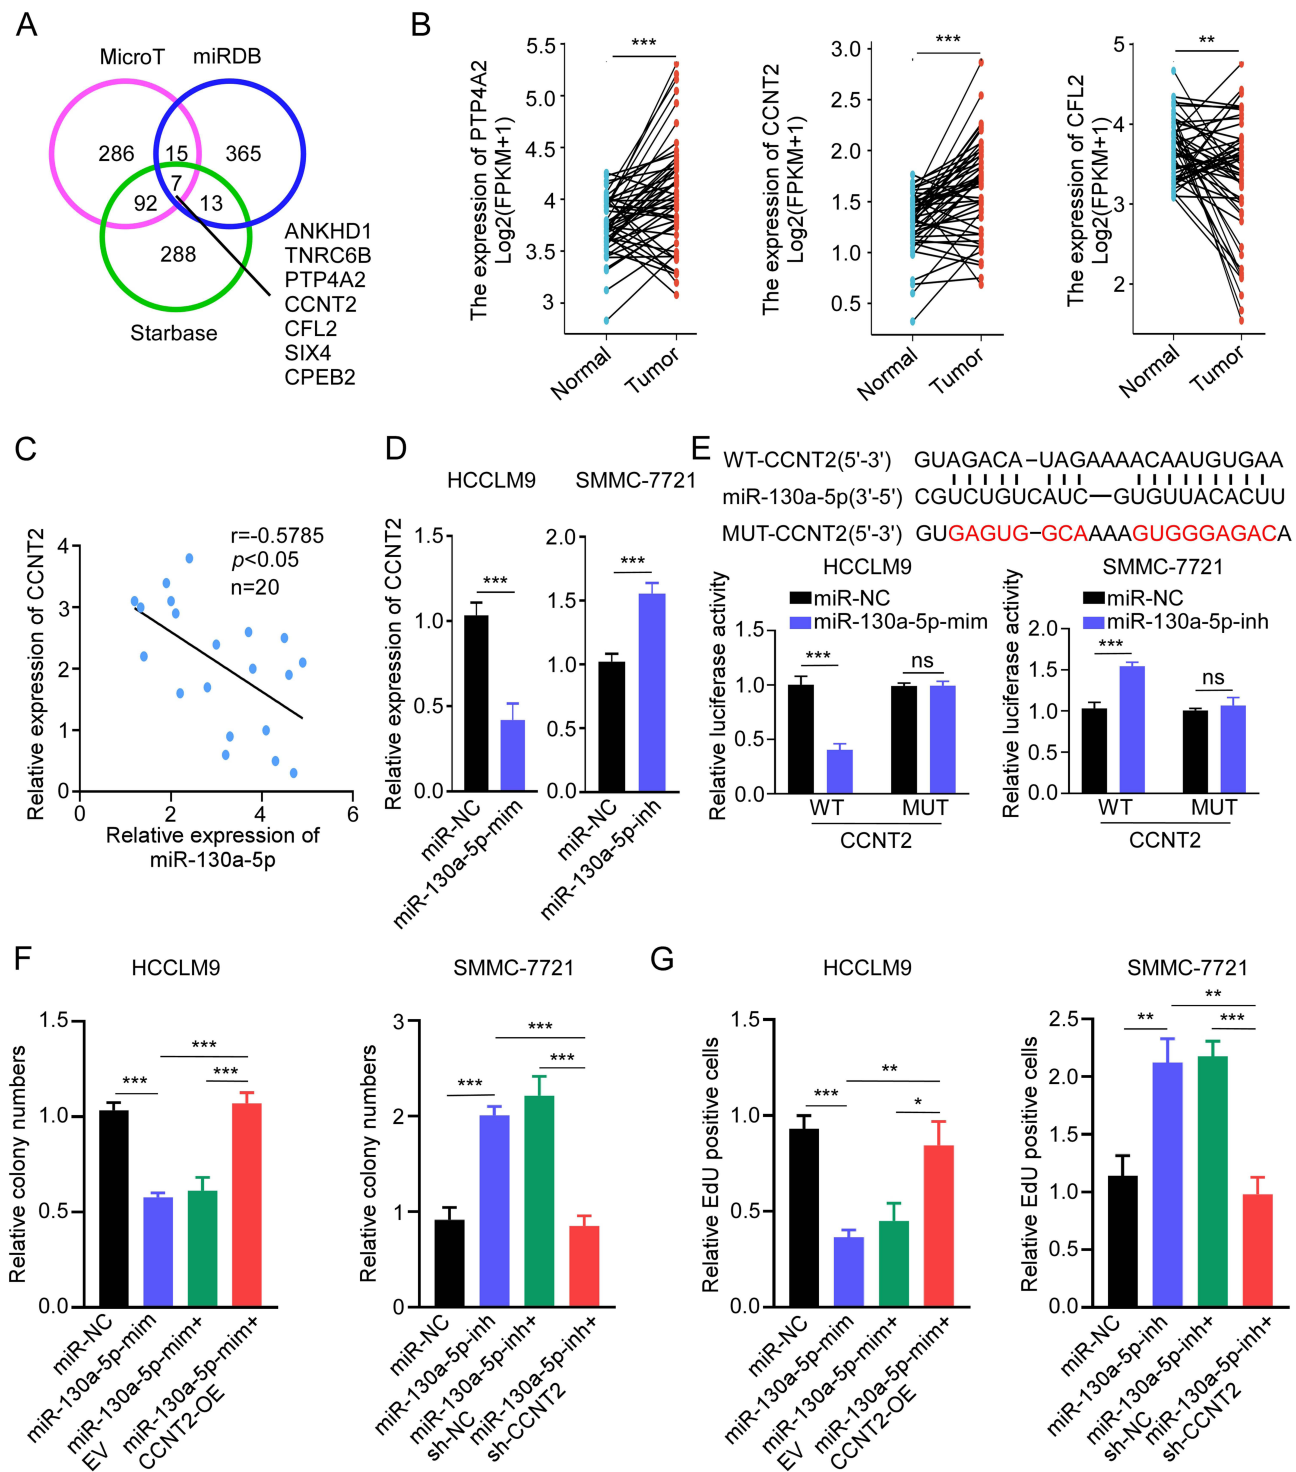 A
MicroT
miRDB
286
15
365
7
92
13
288
Starbase
ANKHD1
TNRC6B
PTP4A2
CCNT2
CFL2
SIX4
CPEB2
B
The expression of PTP4A2
Log2(FPKM+1)
5.5
5.0
4.5
4
3.5
3
***
Normal
Tumor
The expression of CCNT2
Log2(FPKM+1)
3.0
2.5
2.0
1.5
1.0
0.5
***
Normal
Tumor
The expression of CFL2
Log2(FPKM+1)
5
4
3
2
**
Normal
Tumor
C
Relative expression of CCNT2
4
3
2
1
0
r=-0.5785
p<0.05
n=20
0
2
4
6
Relative expression of
miR-130a-5p
D
HCCLM9
SMMC-7721
Relative expression of CCNT2
1.5
1.0
0.5
0.0
***
miR-NC
miR-130a-5p-mim
2.0
1.5
1.0
0.5
0.0
***
miR-NC
miR-130a-5p-inh
E
WT-CCNT2(5'-3') GUAGACA-UAGAAAACAAUGUGAA
miR-130a-5p(3'-5') CGUCUGUCAUC—GUGUUACACUU
MUT-CCNT2(5'-3') GUGAGUG-GCAAAAGUGGGAGACA
HCCLM9
miR-NC
miR-130a-5p-mim
Relative luciferase activity
1.5
1.0
0.5
0.0
***
ns
WT
MUT
CCNT2
SMMC-7721
miR-NC
miR-130a-5p-inh
Relative luciferase activity
2.0
1.5
1.0
0.5
0.0
***
ns
WT
MUT
CCNT2
F
HCCLM9
Relative colony numbers
1.5
1.0
0.5
0.0
***
***
***
miR-NC
miR-130a-5p-mim
miR-130a-5p-mim+
EV
miR-130a-5p-mim+
CCNT2-OE
SMMC-7721
Relative colony numbers
3
2
1
0
***
***
***
miR-NC
miR-130a-5p-inh
miR-130a-5p-inh+
sh-NC
miR-130a-5p-inh+
sh-CCNT2
G
HCCLM9
Relative EdU positive cells
1.5
1.0
0.5
0.0
***
**
*
miR-NC
miR-130a-5p-mim
miR-130a-5p-mim+
EV
miR-130a-5p-mim+
CCNT2-OE
SMMC-7721
Relative EdU positive cells
2.5
2.0
1.5
1.0
0.5
0.0
**
**
***
miR-NC
miR-130a-5p-inh
miR-130a-5p-inh+
sh-NC
miR-130a-5p-inh+
sh-CCNT2